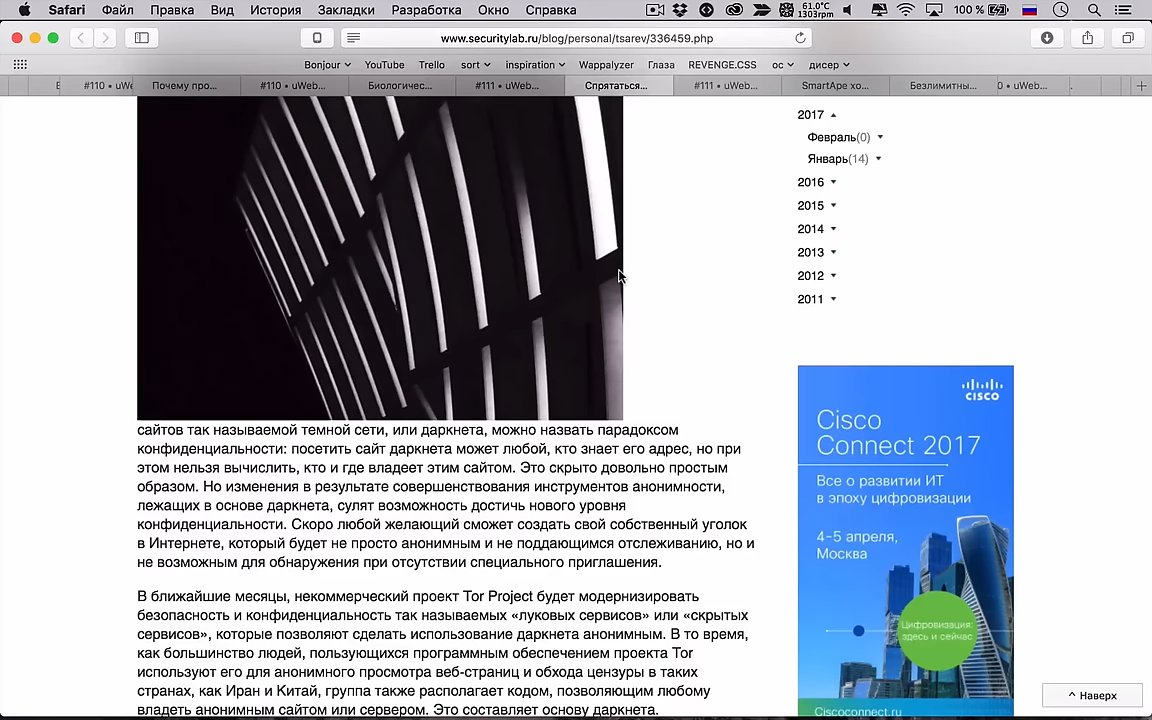 Safari Файл Правка Вид История Закладки Разработка Окно Справка 61.0°C 1303rpm 100 %
www.securitylab.ru/blog/personal/tsarev/336459.php
Bonjour YouTube Trello sort inspiration Wappalyzer Глаза REVENGE.CSS ос дисер
#110 • uWe Почему про... #110 • uWeb... Биологичес... #111 • uWeb... Спрятаться... #111 • uWeb... SmartApe хо... Безлимитны... 0 • uWeb...
2017
Февраль(0)
Январь(14)
2016
2015
2014
2013
2012
2011
сайтов так называемой темной сети, или даркнета, можно назвать парадоксом
конфиденциальности: посетить сайт даркнета может любой, кто знает его адрес, но при
этом нельзя вычислить, кто и где владеет этим сайтом. Это скрыто довольно простым
образом. Но изменения в результате совершенствования инструментов анонимности,
лежащих в основе даркнета, сулят возможность достичь нового уровня
конфиденциальности. Скоро любой желающий сможет создать свой собственный уголок
в Интернете, который будет не просто анонимным и не поддающимся отслеживанию, но и
не возможным для обнаружения при отсутствии специального приглашения.
В ближайшие месяцы, некоммерческий проект Tor Project будет модернизировать
безопасность и конфиденциальность так называемых «луковых сервисов» или «скрытых
сервисов», которые позволяют сделать использование даркнета анонимным. В то время,
как большинство людей, пользующихся программным обеспечением проекта Tor
используют его для анонимного просмотра веб-страниц и обхода цензуры в таких
странах, как Иран и Китай, группа также располагает кодом, позволяющим любому
владеть анонимным сайтом или сервером. Это составляет основу даркнета.
CISCO
Cisco
Connect 2017
Все о развитии ИТ
в эпоху цифровизации
4–5 апреля,
Москва
Цифровизация:
здесь и сейчас
Ciscoconnect.ru
^ Наверх